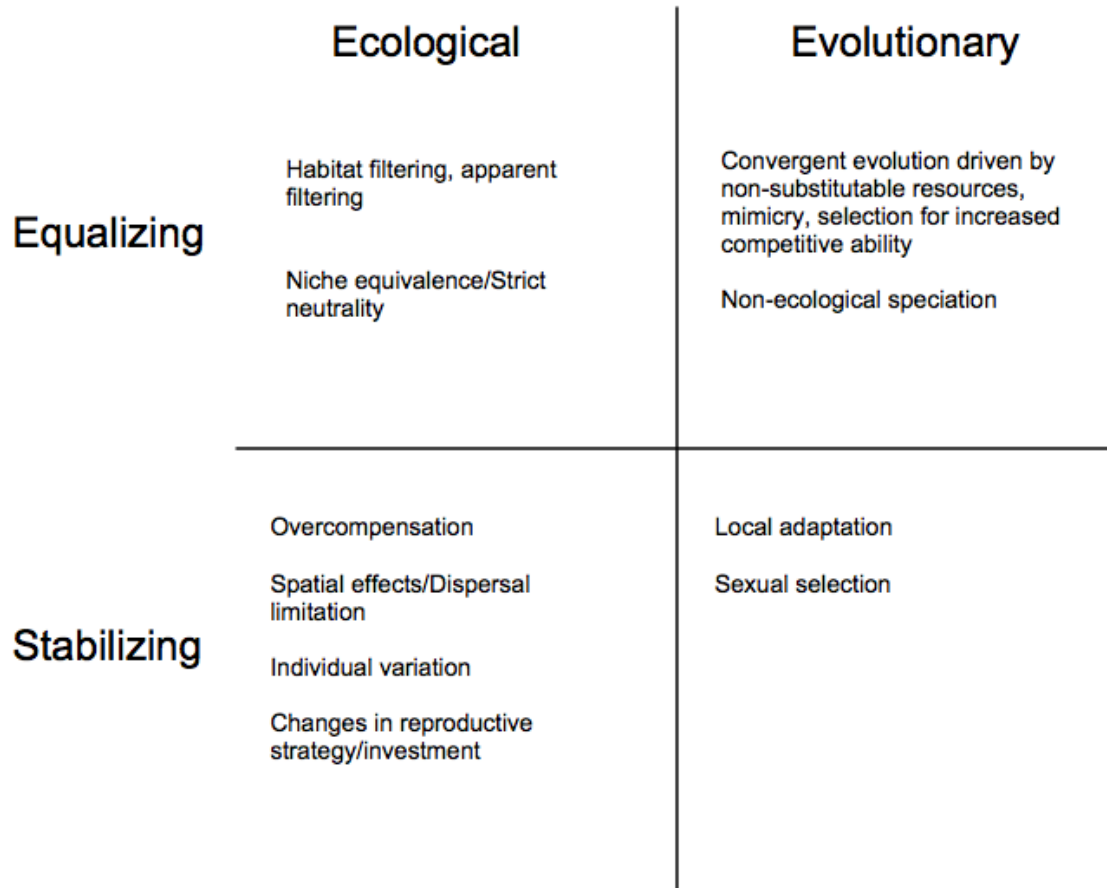 Ecological
Evolutionary
Equalizing
Habitat filtering, apparent
filtering
Niche equivalence/Strict
neutrality
Convergent evolution driven by
non-substitutable resources,
mimicry, selection for increased
competitive ability
Non-ecological speciation
Stabilizing
Overcompensation
Spatial effects/Dispersal
limitation
Individual variation
Changes in reproductive
strategy/investment
Local adaptation
Sexual selection